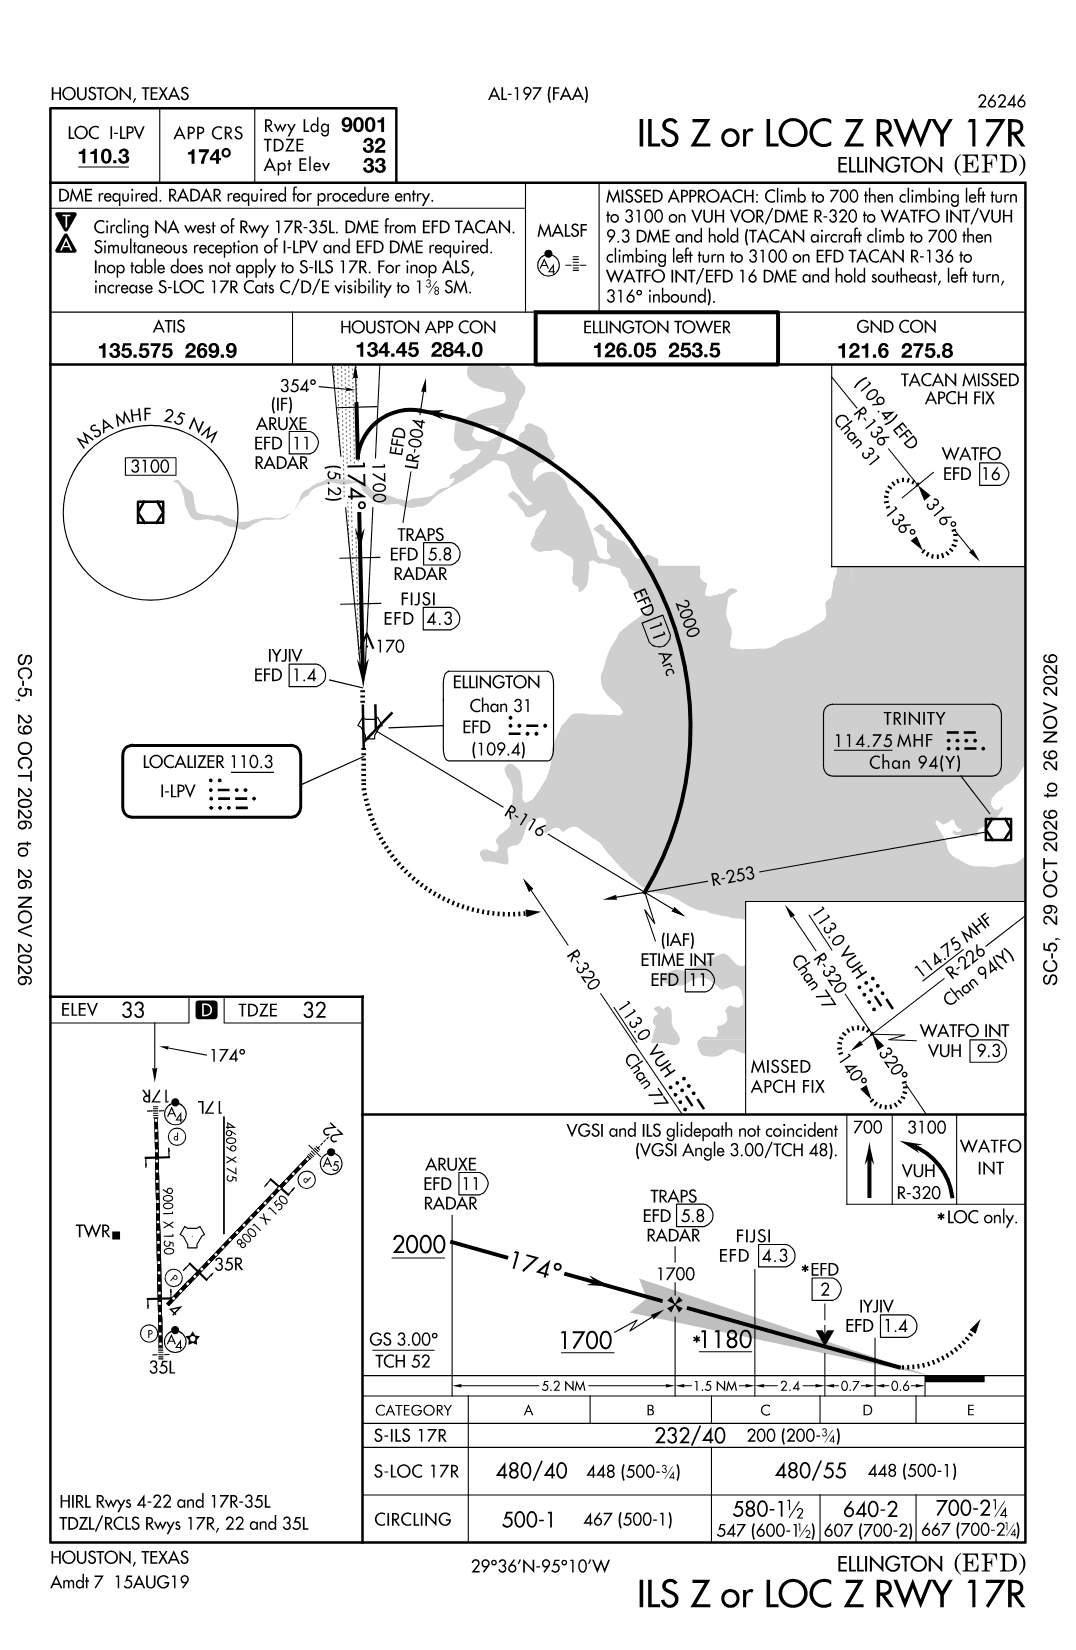 HOUSTON, TEXAS
AL-197 (FAA)
26246
ILS Z or LOC Z RWY 17R
ELLINGTON (EFD)
LOC I-LPV
110.3
APP CRS
174°
Rwy Ldg 9001
TDZE 32
Apt Elev 33
DME required. RADAR required for procedure entry.
T
A
Circling NA west of Rwy 17R-35L. DME from EFD TACAN.
Simultaneous reception of I-LPV and EFD DME required.
Inop table does not apply to S-ILS 17R. For inop ALS,
increase S-LOC 17R Cats C/D/E visibility to 1 3/8 SM.
MALSF
A4
MISSED APPROACH: Climb to 700 then climbing left turn
to 3100 on VUH VOR/DME R-320 to WATFO INT/VUH
9.3 DME and hold (TACAN aircraft climb to 700 then
climbing left turn to 3100 on EFD TACAN R-136 to
WATFO INT/EFD 16 DME and hold southeast, left turn,
316° inbound).
ATIS
135.575 269.9
HOUSTON APP CON
134.45 284.0
ELLINGTON TOWER
126.05 253.5
GND CON
121.6 275.8
MSA MHF 25 NM
3100
354°
(IF)
ARUXE
EFD 11
RADAR
EFD
LR-004
1700
174°
(5.2)
TRAPS
EFD 5.8
RADAR
FIJSI
EFD 4.3
170
IYJIV
EFD 1.4
ELLINGTON
Chan 31
EFD
(109.4)
LOCALIZER 110.3
I-LPV
EFD 11 Arc
2000
TACAN MISSED
APCH FIX
(109.4) EFD
R-136
Chan 31
WATFO
EFD 16
316°
136°
TRINITY
114.75 MHF
Chan 94(Y)
R-116
R-253
(IAF)
ETIME INT
EFD 11
R-320
113.0 VUH
Chan 77
113.0 VUH
R-320
Chan 77
114.75 MHF
R-226
Chan 94(Y)
WATFO INT
VUH 9.3
320°
140°
MISSED
APCH FIX
SC-5, 29 OCT 2026 to 26 NOV 2026
SC-5, 29 OCT 2026 to 26 NOV 2026
ELEV 33
D
TDZE 32
174°
17R
A4
P
17L
4609 X 75
22
A5
P
9001 X 150
8001 X 150
TWR
35R
P
4
P
A4
35L
HIRL Rwys 4-22 and 17R-35L
TDZL/RCLS Rwys 17R, 22 and 35L
VGSI and ILS glidepath not coincident
(VGSI Angle 3.00/TCH 48).
700
3100
VUH
R-320
WATFO
INT
*LOC only.
ARUXE
EFD 11
RADAR
2000
174°
TRAPS
EFD 5.8
RADAR
1700
1700
FIJSI
EFD 4.3
*1180
*EFD
2
IYJIV
EFD 1.4
GS 3.00°
TCH 52
5.2 NM
1.5 NM
2.4
0.7
0.6
CATEGORY A B C D E
S-ILS 17R 232/40 200 (200-¾)
S-LOC 17R 480/40 448 (500-¾) 480/55 448 (500-1)
CIRCLING 500-1 467 (500-1) 580-1½ 547 (600-1½) 640-2 607 (700-2) 700-2¼ 667 (700-2¼)
HOUSTON, TEXAS
Amdt 7 15AUG19
29°36'N-95°10'W
ELLINGTON (EFD)
ILS Z or LOC Z RWY 17R